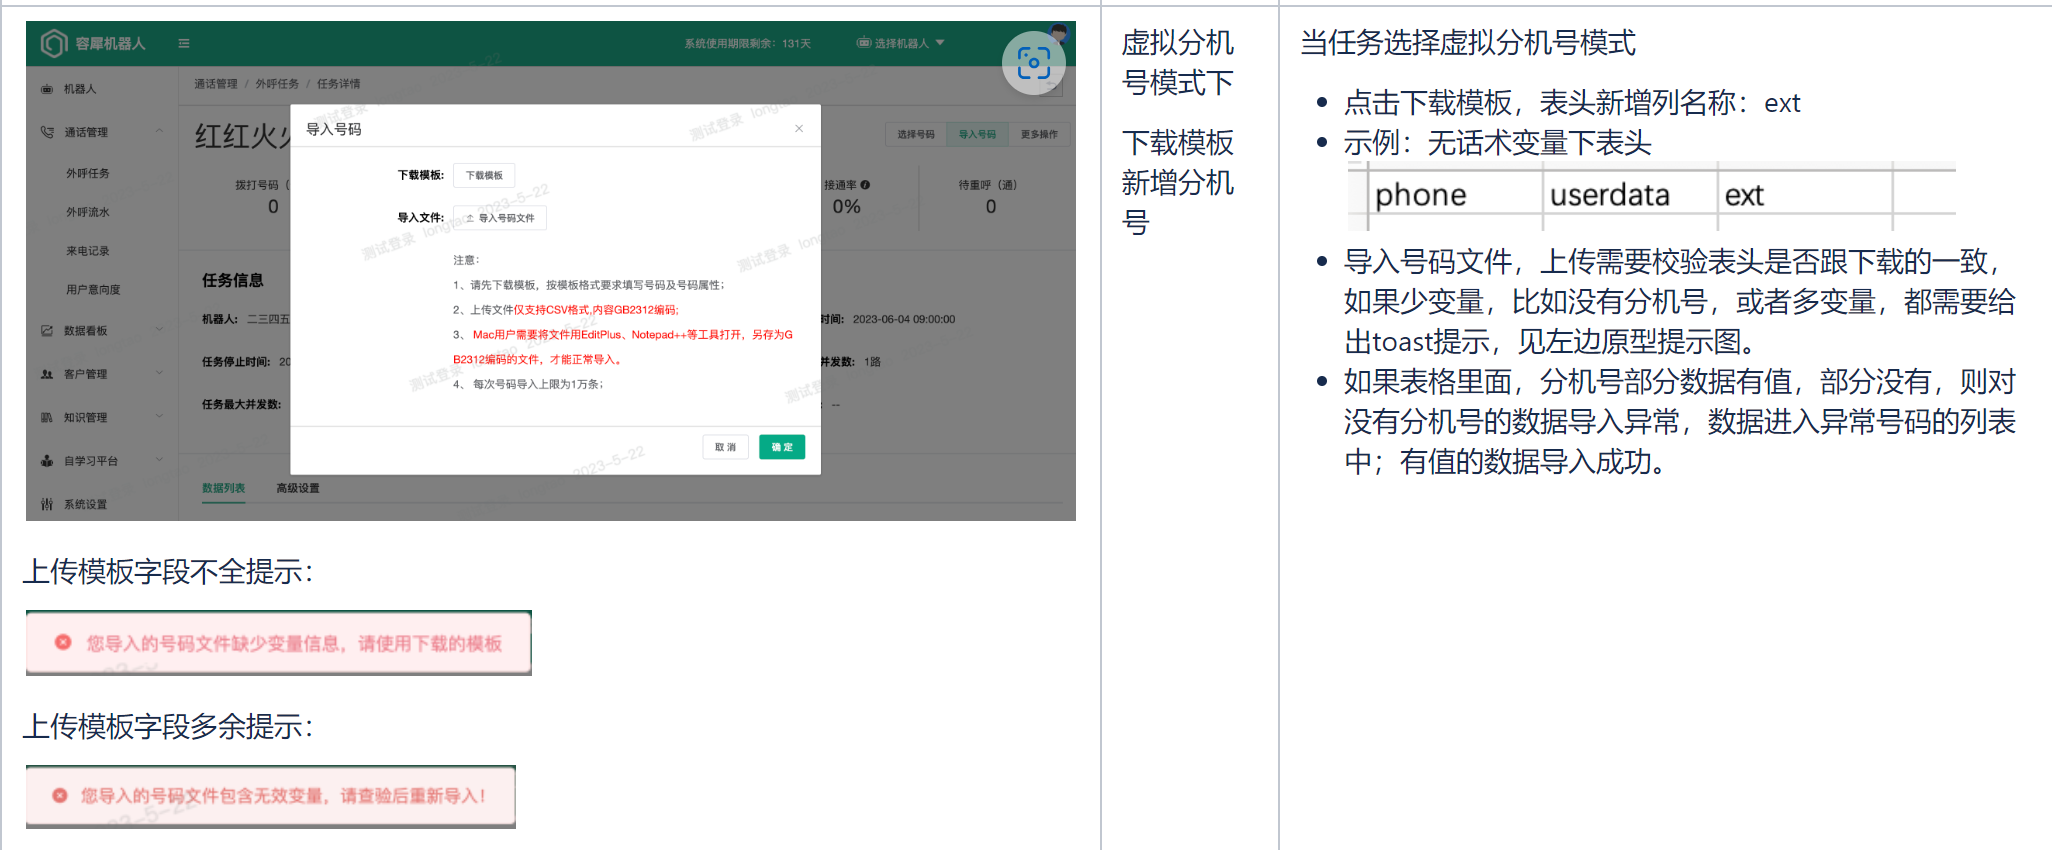 容犀机器人
系统使用期限剩余：131天
选择机器人
机器人
通话管理
外呼任务
外呼流水
来电记录
用户意向度
数据看板
客户管理
知识管理
自学习平台
系统设置
通话管理 / 外呼任务 / 任务详情
红红火火
选择号码 导入号码 更多操作
拨打号码（
0
接通率
0%
待重呼（通）
0
任务信息
机器人： 二三四五
时间： 2023-06-04 09:00:00
任务停止时间： 20
并发数： 1路
任务最大并发数：
： --
数据列表 高级设置
导入号码 ×
下载模板： 下载模板
导入文件： 导入号码文件
注意：
1、请先下载模板，按模板格式要求填写号码及号码属性；
2、上传文件仅支持CSV格式,内容GB2312编码;
3、 Mac用户需要将文件用EditPlus、Notepad++等工具打开，另存为G
B2312编码的文件，才能正常导入。
4、 每次号码导入上限为1万条；
取 消 确 定
测试登录 longtao 2023-5-22
上传模板字段不全提示：
您导入的号码文件缺少变量信息，请使用下载的模板
上传模板字段多余提示：
您导入的号码文件包含无效变量，请查验后重新导入！
虚拟分机
号模式下
下载模板
新增分机
号
当任务选择虚拟分机号模式
• 点击下载模板，表头新增列名称：ext
• 示例：无话术变量下表头
phone userdata ext
• 导入号码文件，上传需要校验表头是否跟下载的一致，
如果少变量，比如没有分机号，或者多变量，都需要给
出toast提示，见左边原型提示图。
• 如果表格里面，分机号部分数据有值，部分没有，则对
没有分机号的数据导入异常，数据进入异常号码的列表
中；有值的数据导入成功。